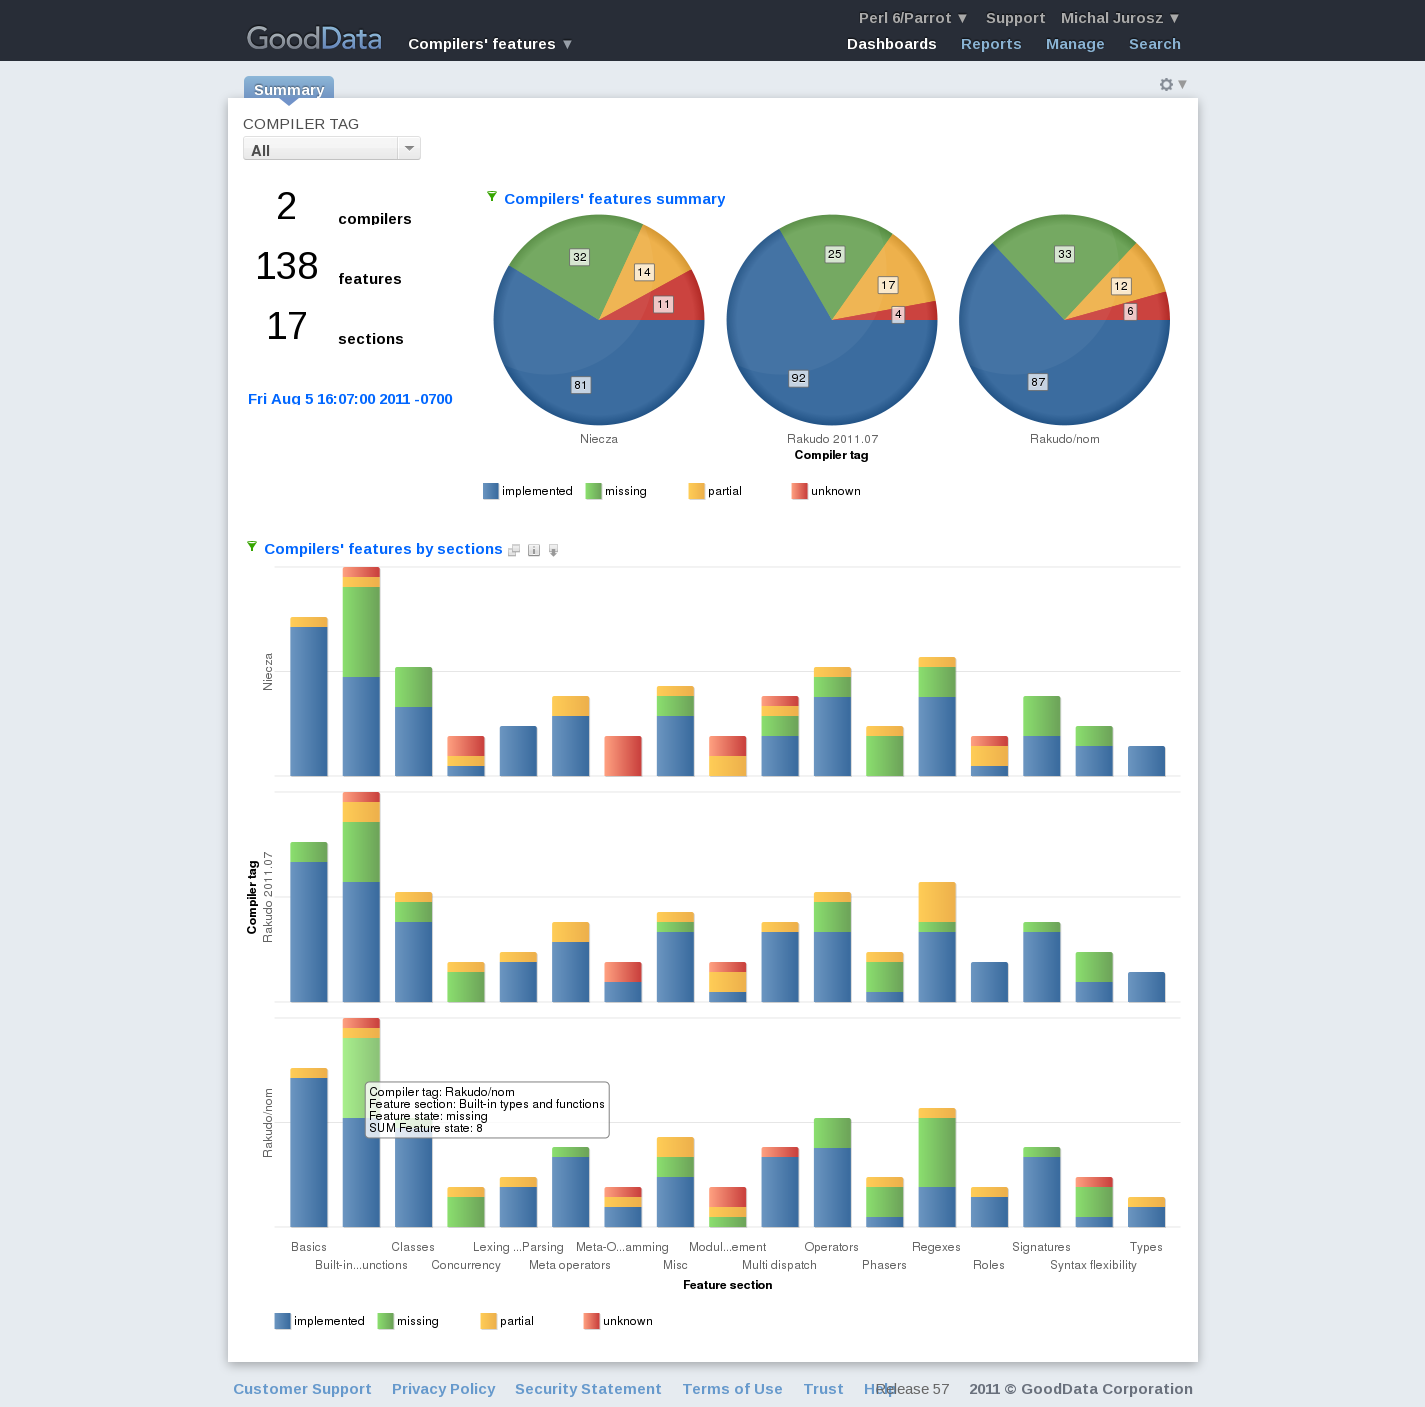 Perl 6/Parrot ▼ Support Michal Jurosz ▼
GoodData Compilers' features ▼ Dashboards Reports Manage Search
Summary
COMPILER TAG
All
2 compilers
138 features
17 sections
Fri Aug 5 16:07:00 2011 -0700
Compilers' features summary
32 14 11 81
25 17 4 92
33 12 6 87
Niecza Rakudo 2011.07 Rakudo/nom
Compiler tag
implemented missing partial unknown
Compilers' features by sections
Niecza
Compiler tag
Rakudo 2011.07
Rakudo/nom
Compiler tag: Rakudo/nom
Feature section: Built-in types and functions
Feature state: missing
SUM Feature state: 8
Basics Classes Lexing ...Parsing Meta-O...amming Modul...ement Operators Regexes Signatures Types
Built-in...unctions Concurrency Meta operators Misc Multi dispatch Phasers Roles Syntax flexibility
Feature section
implemented missing partial unknown
Customer Support Privacy Policy Security Statement Terms of Use Trust Help Release 57 2011 © GoodData Corporation